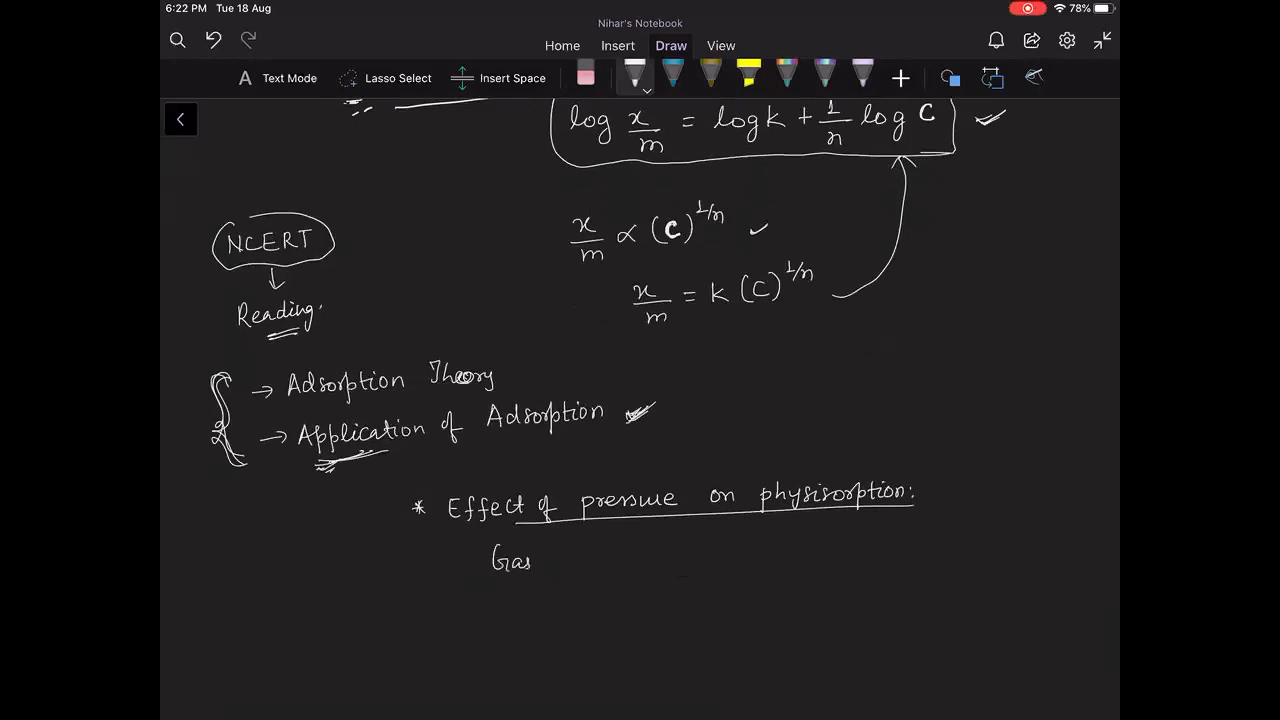 6:22 PM Tue 18 Aug
78%
Nihar's Notebook
Home Insert Draw View
A Text Mode Lasso Select Insert Space
log x/m = log k + 1/n log C
x/m ∝ (C)^1/n
NCERT
x/m = k (C)^1/n
Reading.
→ Adsorption Theory
→ Application of Adsorption
* Effect of pressure on physisorption:
Gas